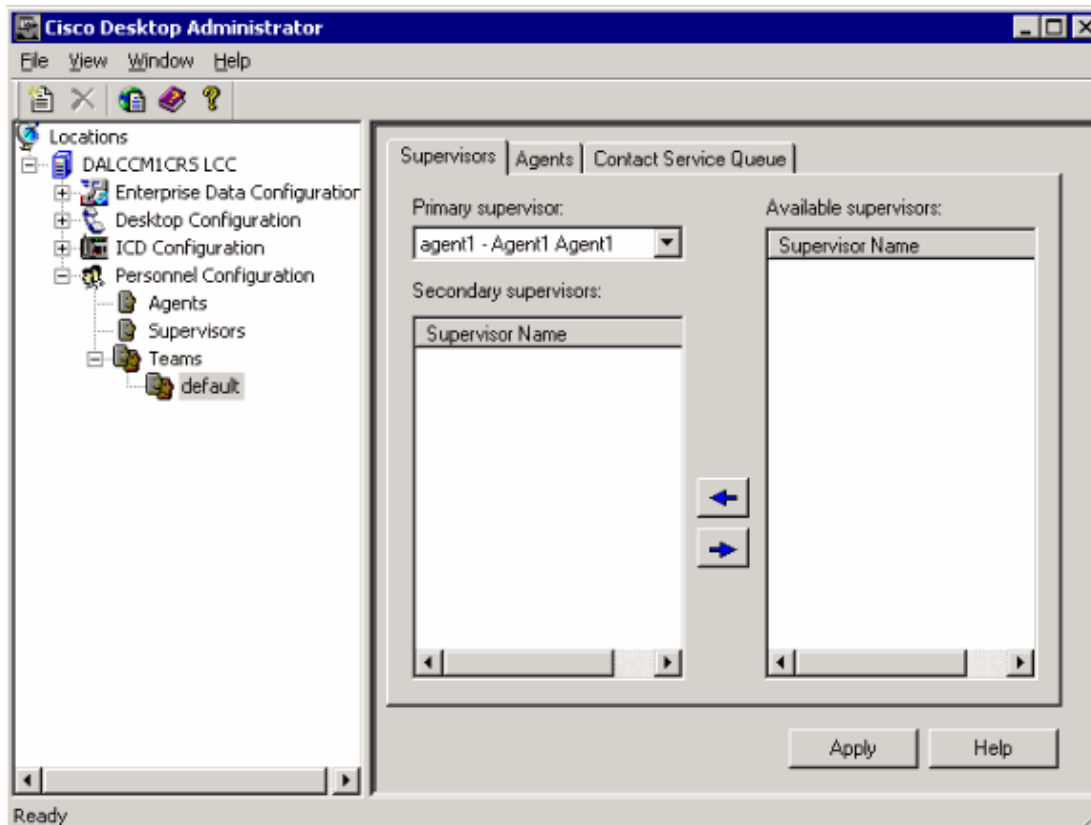 Cisco Desktop Administrator
File View Window Help
Locations
DALCCM1CRS LCC
Enterprise Data Configuration
Desktop Configuration
ICD Configuration
Personnel Configuration
Agents
Supervisors
Teams
default
Supervisors Agents Contact Service Queue
Primary supervisor:
agent1 - Agent1 Agent1
Secondary supervisors:
Supervisor Name
Available supervisors:
Supervisor Name
Apply Help
Ready